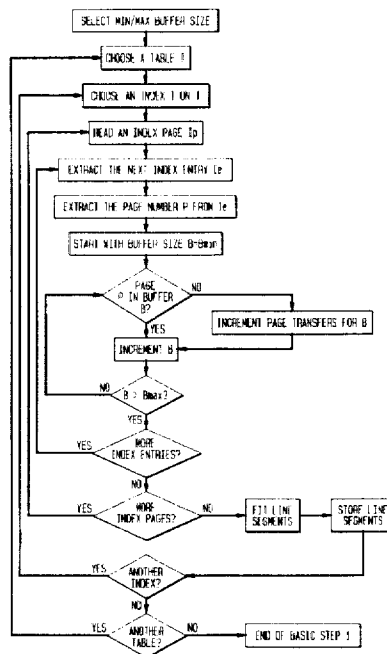 SELECT MIN/MAX BUFFER SIZE
CHOOSE A TABLE T
CHOOSE AN INDEX I ON T
READ AN INDEX PAGE Ip
EXTRACT THE NEXT INDEX ENTRY Ie
EXTRACT THE PAGE NUMBER P FROM Ie
START WITH BUFFER SIZE B=Bmin
PAGE
P IN BUFFER
B?
NO
YES
INCREMENT PAGE TRANSFERS FOR B
INCREMENT B
NO
B > Bmax?
YES
YES
MORE
INDEX ENTRIES?
NO
YES
MORE
INDEX PAGES?
NO
FIT LINE
SEGMENTS
STORE LINE
SEGMENTS
YES
ANOTHER
INDEX?
NO
YES
ANOTHER
TABLE?
NO
END OF BASIC STEP 1